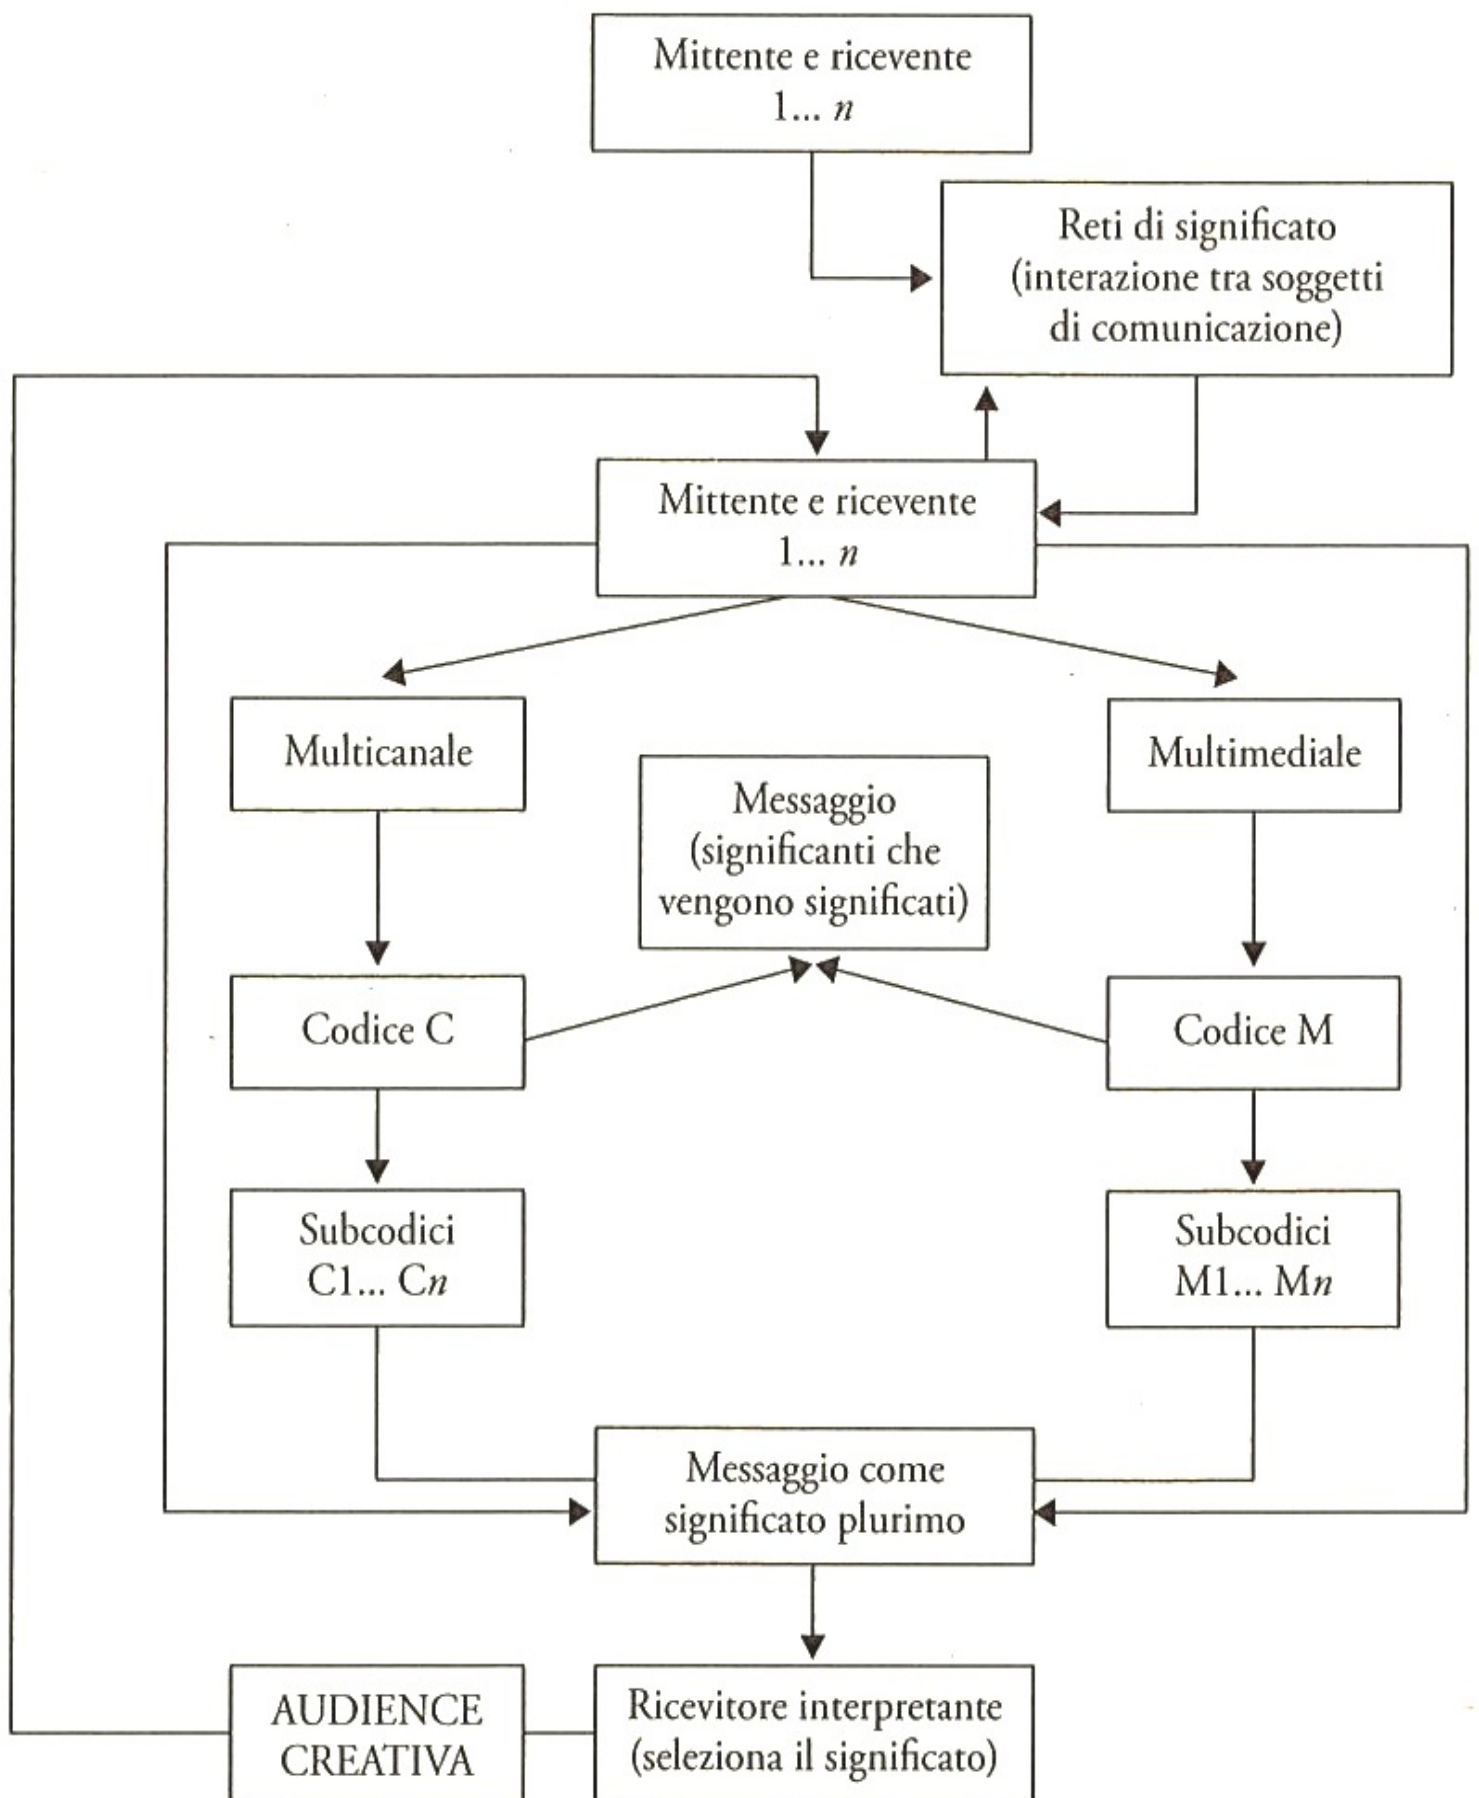 Mittente e ricevente
1... n
Reti di significato
(interazione tra soggetti
di comunicazione)
Mittente e ricevente
1... n
Multicanale
Multimediale
Messaggio
(significanti che
vengono significati)
Codice C
Codice M
Subcodici
C1... Cn
Subcodici
M1... Mn
Messaggio come
significato plurimo
AUDIENCE
CREATIVA
Ricevitore interpretante
(seleziona il significato)